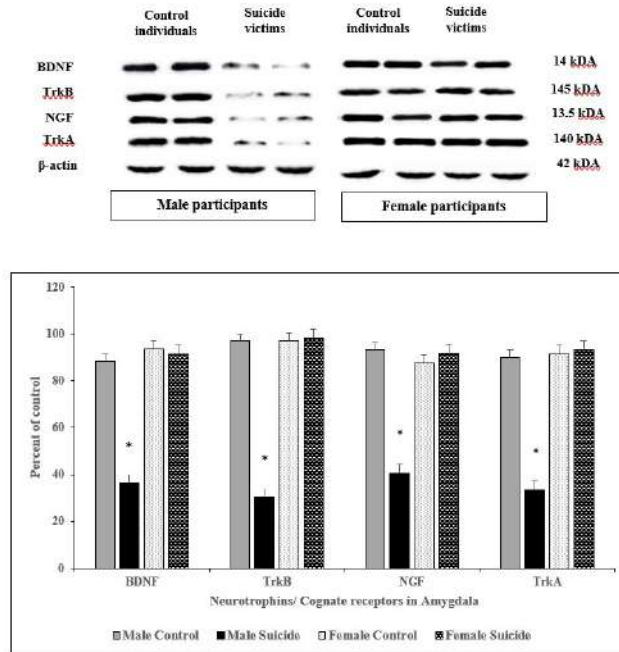 Control individuals Suicide victims Control individuals Suicide victims
BDNF 14 kDA
TrkB 145 kDA
NGF 13.5 kDA
TrkA 140 kDA
β-actin 42 kDA
Male participants Female participants
Percent of control
120
100
80
60
40
20
0
* * * *
BDNF TrkB NGF TrkA
Neurotrophins/ Cognate receptors in Amygdala
Male Control Male Suicide Female Control Female Suicide